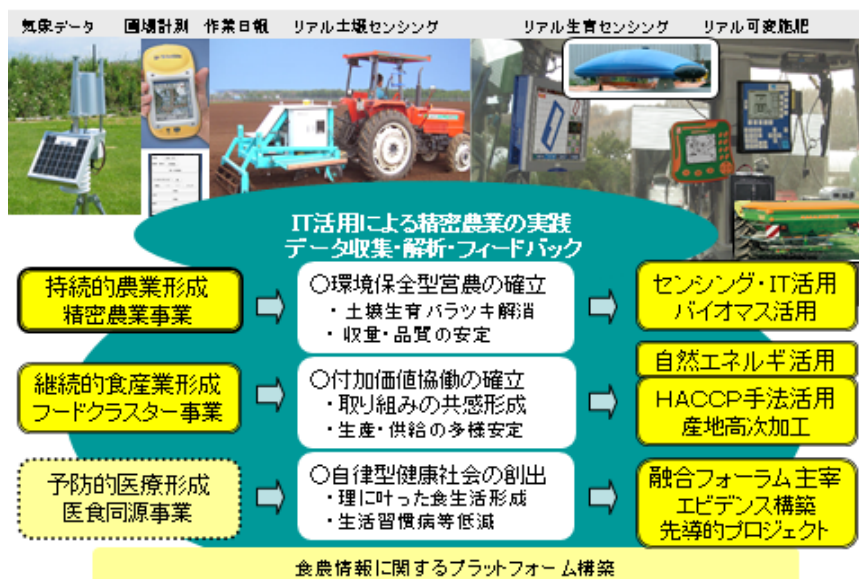 気象データ　圃場計測　作業日報　リアル土壌センシング　リアル生育センシング　リアル可変施肥
IT活用による精密農業の実践
データ収集・解析・フィードバック
持続的農業形成
精密農業事業
〇環境保全型営農の確立
・土壌生育バラツキ解消
・収量・品質の安定
センシング・IT活用
バイオマス活用
継続的食産業形成
フードクラスター事業
〇付加価値協働の確立
・取り組みの共感形成
・生産・供給の多様安定
自然エネルギ活用
HACCP手法活用
産地高次加工
予防的医療形成
医食同源事業
〇自律型健康社会の創出
・理に叶った食生活形成
・生活習慣病等低減
融合フォーラム主宰
エビデンス構築
先導的プロジェクト
食農情報に関するプラットフォーム構築